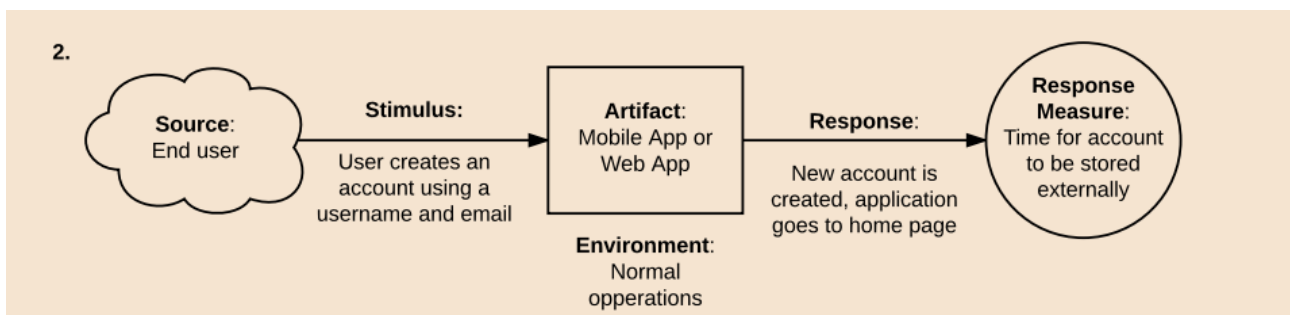 2.
Source:
End user
Stimulus:
User creates an
account using a
username and email
Artifact:
Mobile App or
Web App
Environment:
Normal
opperations
Response:
New account is
created, application
goes to home page
Response
Measure:
Time for account
to be stored
externally